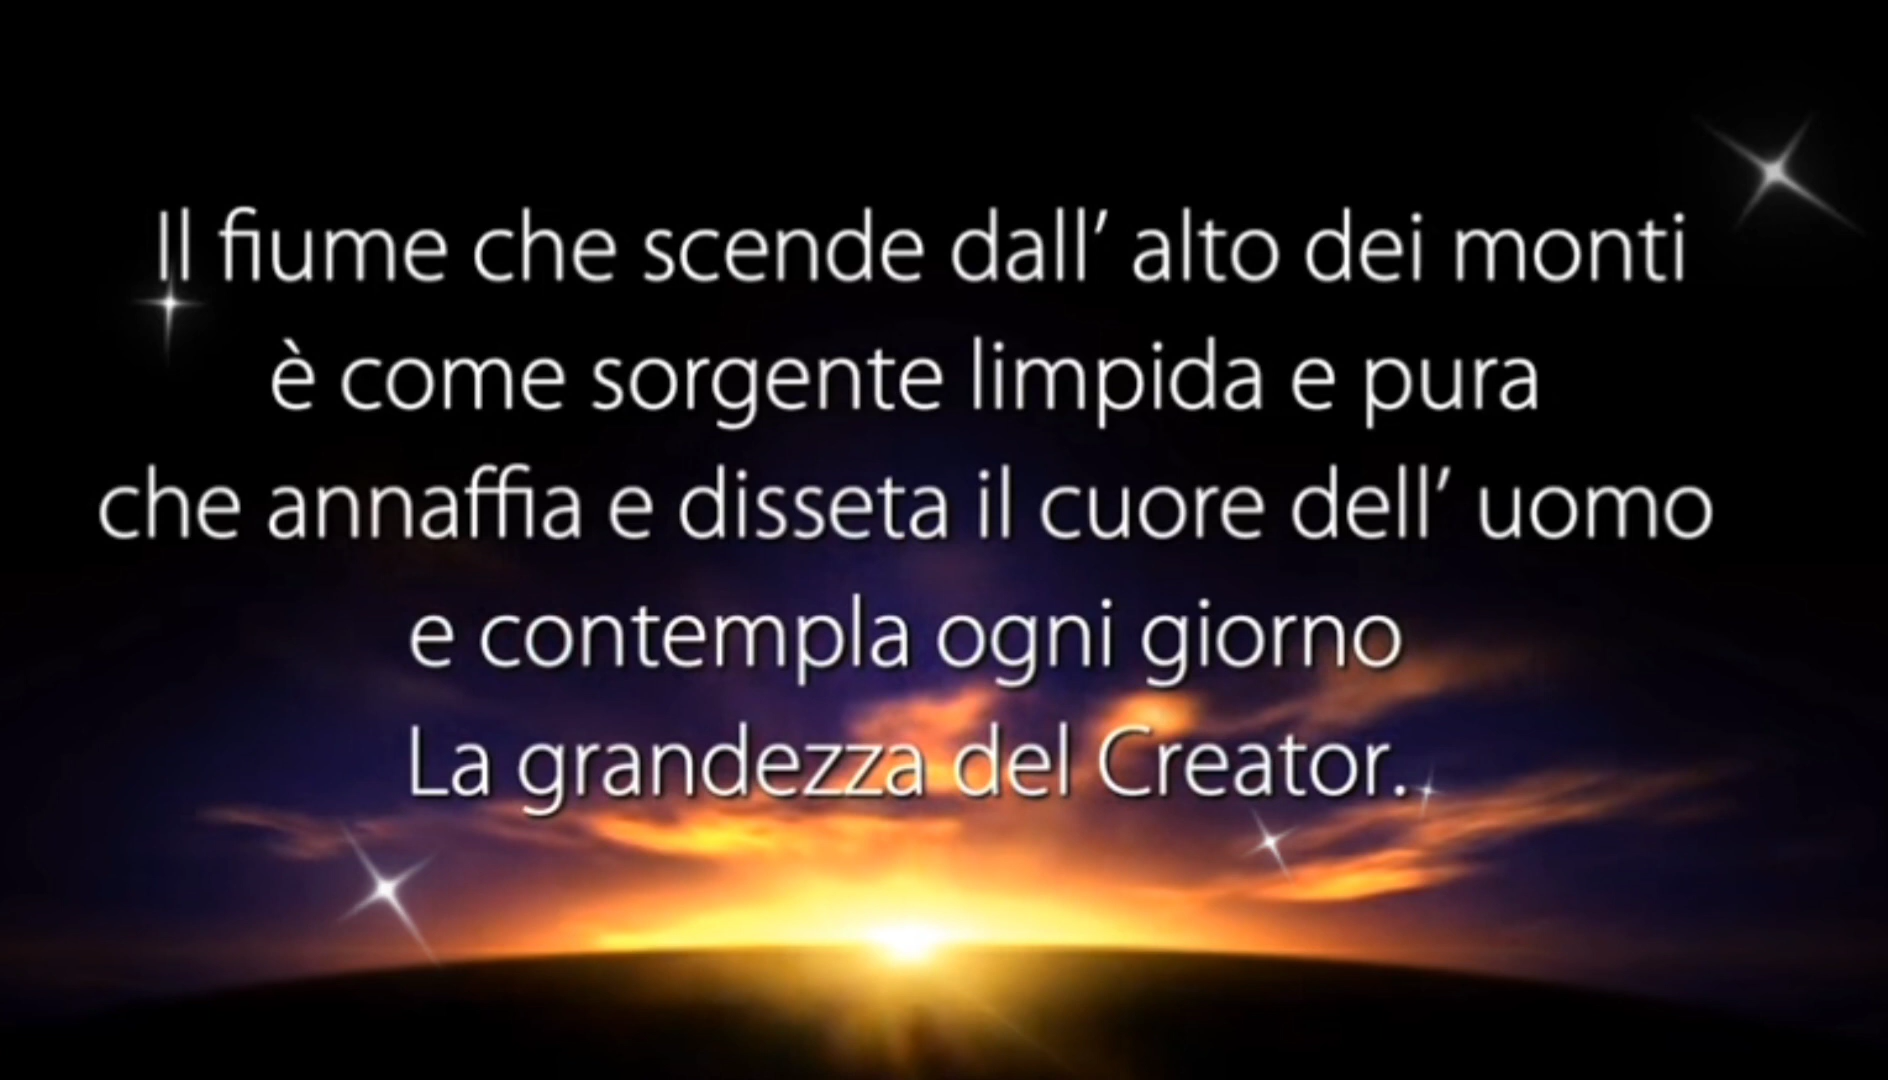 Il fiume che scende dall' alto dei monti
è come sorgente limpida e pura
che annaffia e disseta il cuore dell' uomo
e contempla ogni giorno
La grandezza del Creator.